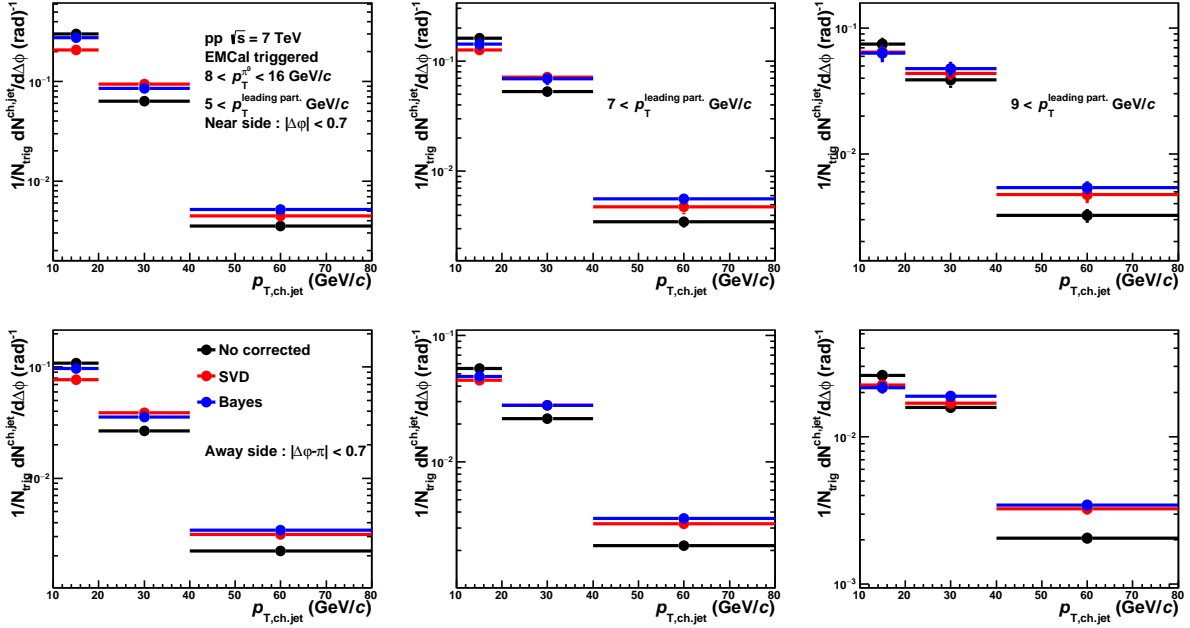 1/N_trig dN^ch,jet/dΔφ (rad)^-1
10^-1
10^-2
pp √s = 7 TeV
EMCal triggered
8 < p_T^π^0 < 16 GeV/c
5 < p_T^leading part. GeV/c
Near side : |Δφ| < 0.7
10 20 30 40 50 60 70 80
p_T,ch.jet (GeV/c)
1/N_trig dN^ch,jet/dΔφ (rad)^-1
10^-1
10^-2
7 < p_T^leading part. GeV/c
10 20 30 40 50 60 70 80
p_T,ch.jet (GeV/c)
1/N_trig dN^ch,jet/dΔφ (rad)^-1
10^-1
10^-2
9 < p_T^leading part. GeV/c
10 20 30 40 50 60 70 80
p_T,ch.jet (GeV/c)
1/N_trig dN^ch,jet/dΔφ (rad)^-1
10^-1
10^-2
No corrected
SVD
Bayes
Away side : |Δφ-π| < 0.7
10 20 30 40 50 60 70 80
p_T,ch.jet (GeV/c)
1/N_trig dN^ch,jet/dΔφ (rad)^-1
10^-1
10^-2
10 20 30 40 50 60 70 80
p_T,ch.jet (GeV/c)
1/N_trig dN^ch,jet/dΔφ (rad)^-1
10^-2
10^-3
10 20 30 40 50 60 70 80
p_T,ch.jet (GeV/c)